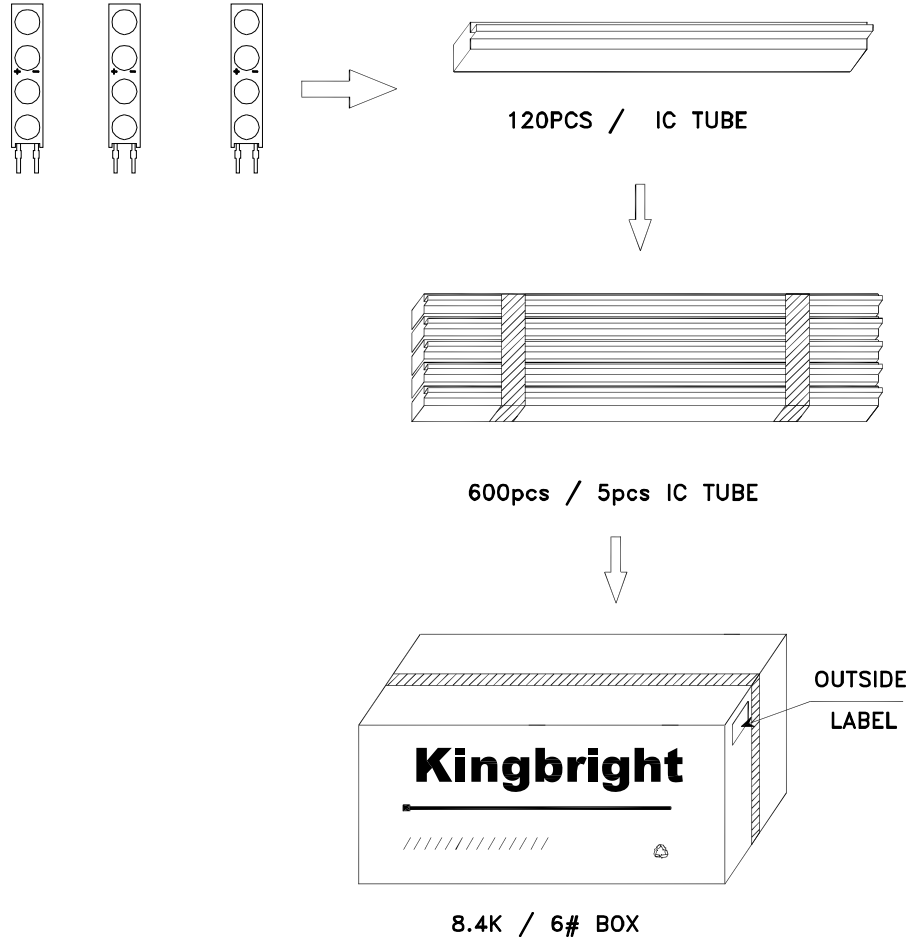 120PCS / IC TUBE
600pcs / 5pcs IC TUBE
OUTSIDE
LABEL
Kingbright
8.4K / 6# BOX